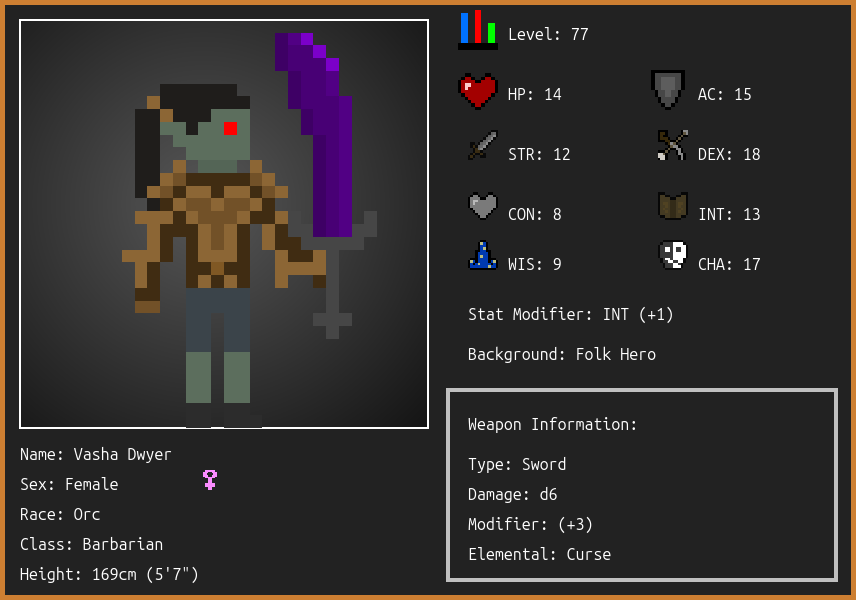 Level: 77
HP: 14
AC: 15
STR: 12
DEX: 18
CON: 8
INT: 13
WIS: 9
CHA: 17
Stat Modifier: INT (+1)
Background: Folk Hero
Weapon Information:
Type: Sword
Damage: d6
Modifier: (+3)
Elemental: Curse
Name: Vasha Dwyer
Sex: Female
Race: Orc
Class: Barbarian
Height: 169cm (5'7")